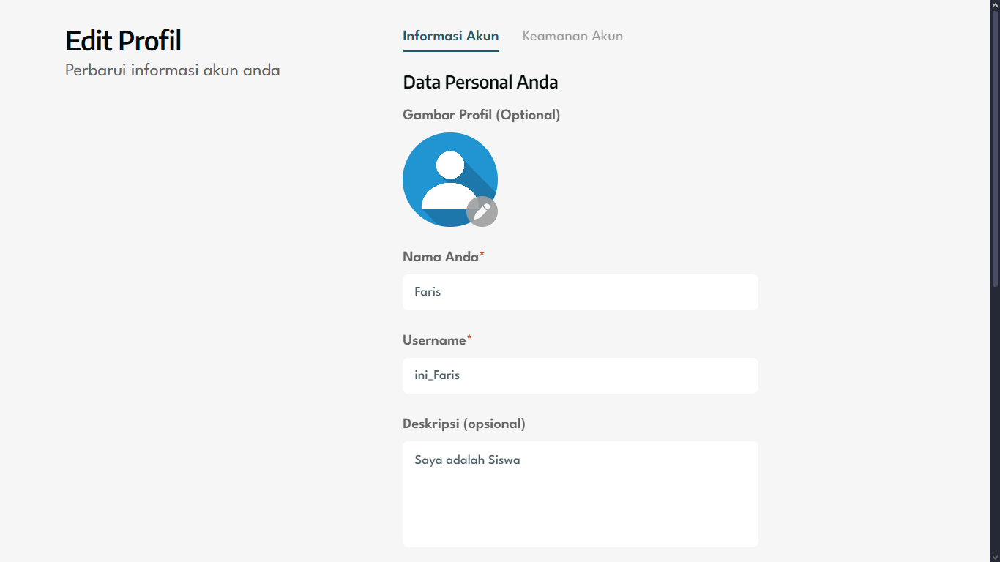 Edit Profil
Perbarui informasi akun anda
Informasi Akun
Keamanan Akun
Data Personal Anda
Gambar Profil (Optional)
Nama Anda*
Faris
Username*
ini_Faris
Deskripsi (opsional)
Saya adalah Siswa